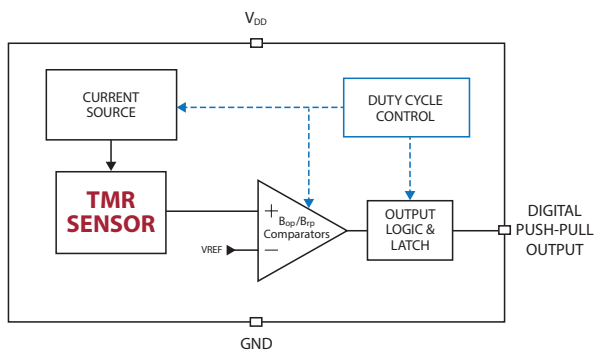 VDD
CURRENT
SOURCE
DUTY CYCLE
CONTROL
TMR
SENSOR
+
Bop/Brp
Comparators
VREF
−
OUTPUT
LOGIC &
LATCH
DIGITAL
PUSH-PULL
OUTPUT
GND